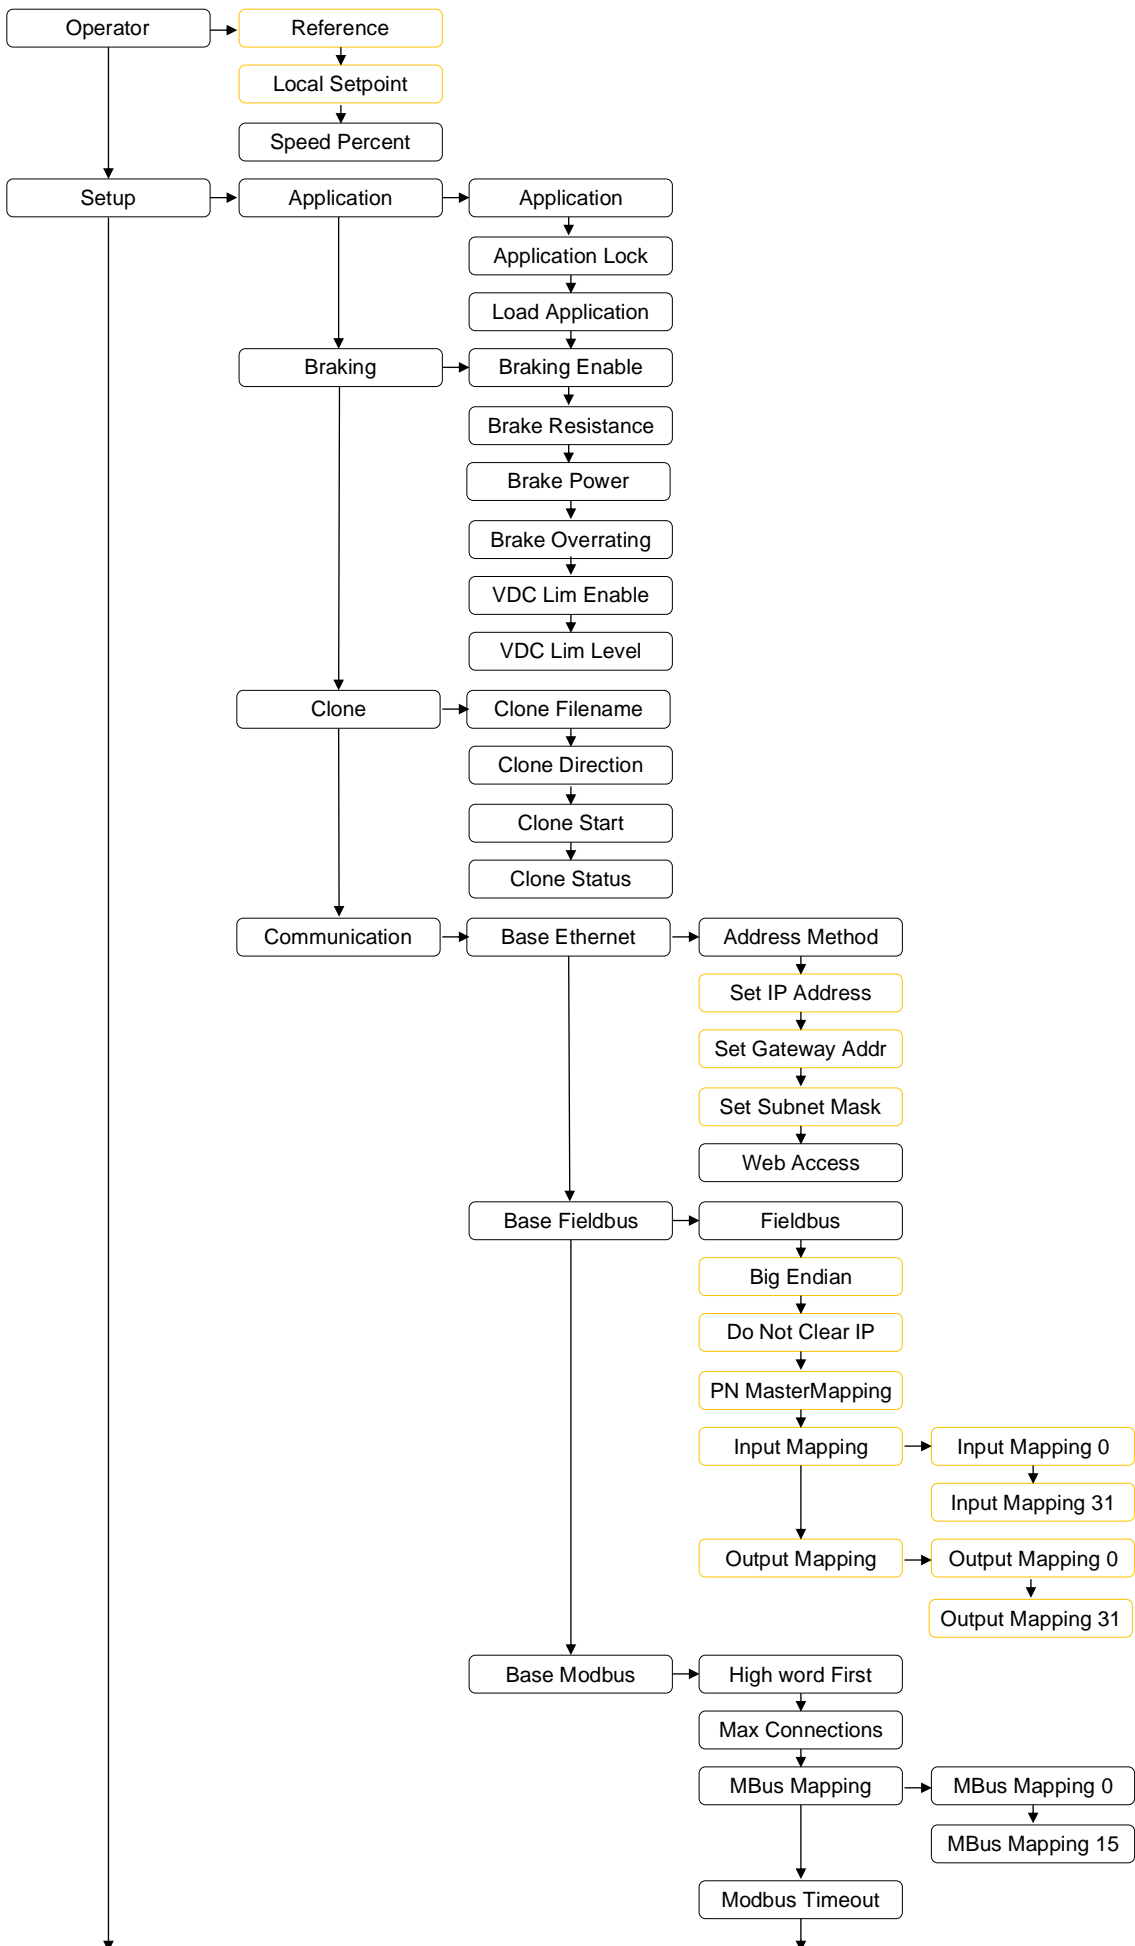 Operator
Reference
Local Setpoint
Speed Percent
Setup
Application
Application
Application Lock
Load Application
Braking
Braking Enable
Brake Resistance
Brake Power
Brake Overrating
VDC Lim Enable
VDC Lim Level
Clone
Clone Filename
Clone Direction
Clone Start
Clone Status
Communication
Base Ethernet
Address Method
Set IP Address
Set Gateway Addr
Set Subnet Mask
Web Access
Base Fieldbus
Fieldbus
Big Endian
Do Not Clear IP
PN MasterMapping
Input Mapping
Input Mapping 0
Input Mapping 31
Output Mapping
Output Mapping 0
Output Mapping 31
Base Modbus
High word First
Max Connections
MBus Mapping
MBus Mapping 0
MBus Mapping 15
Modbus Timeout